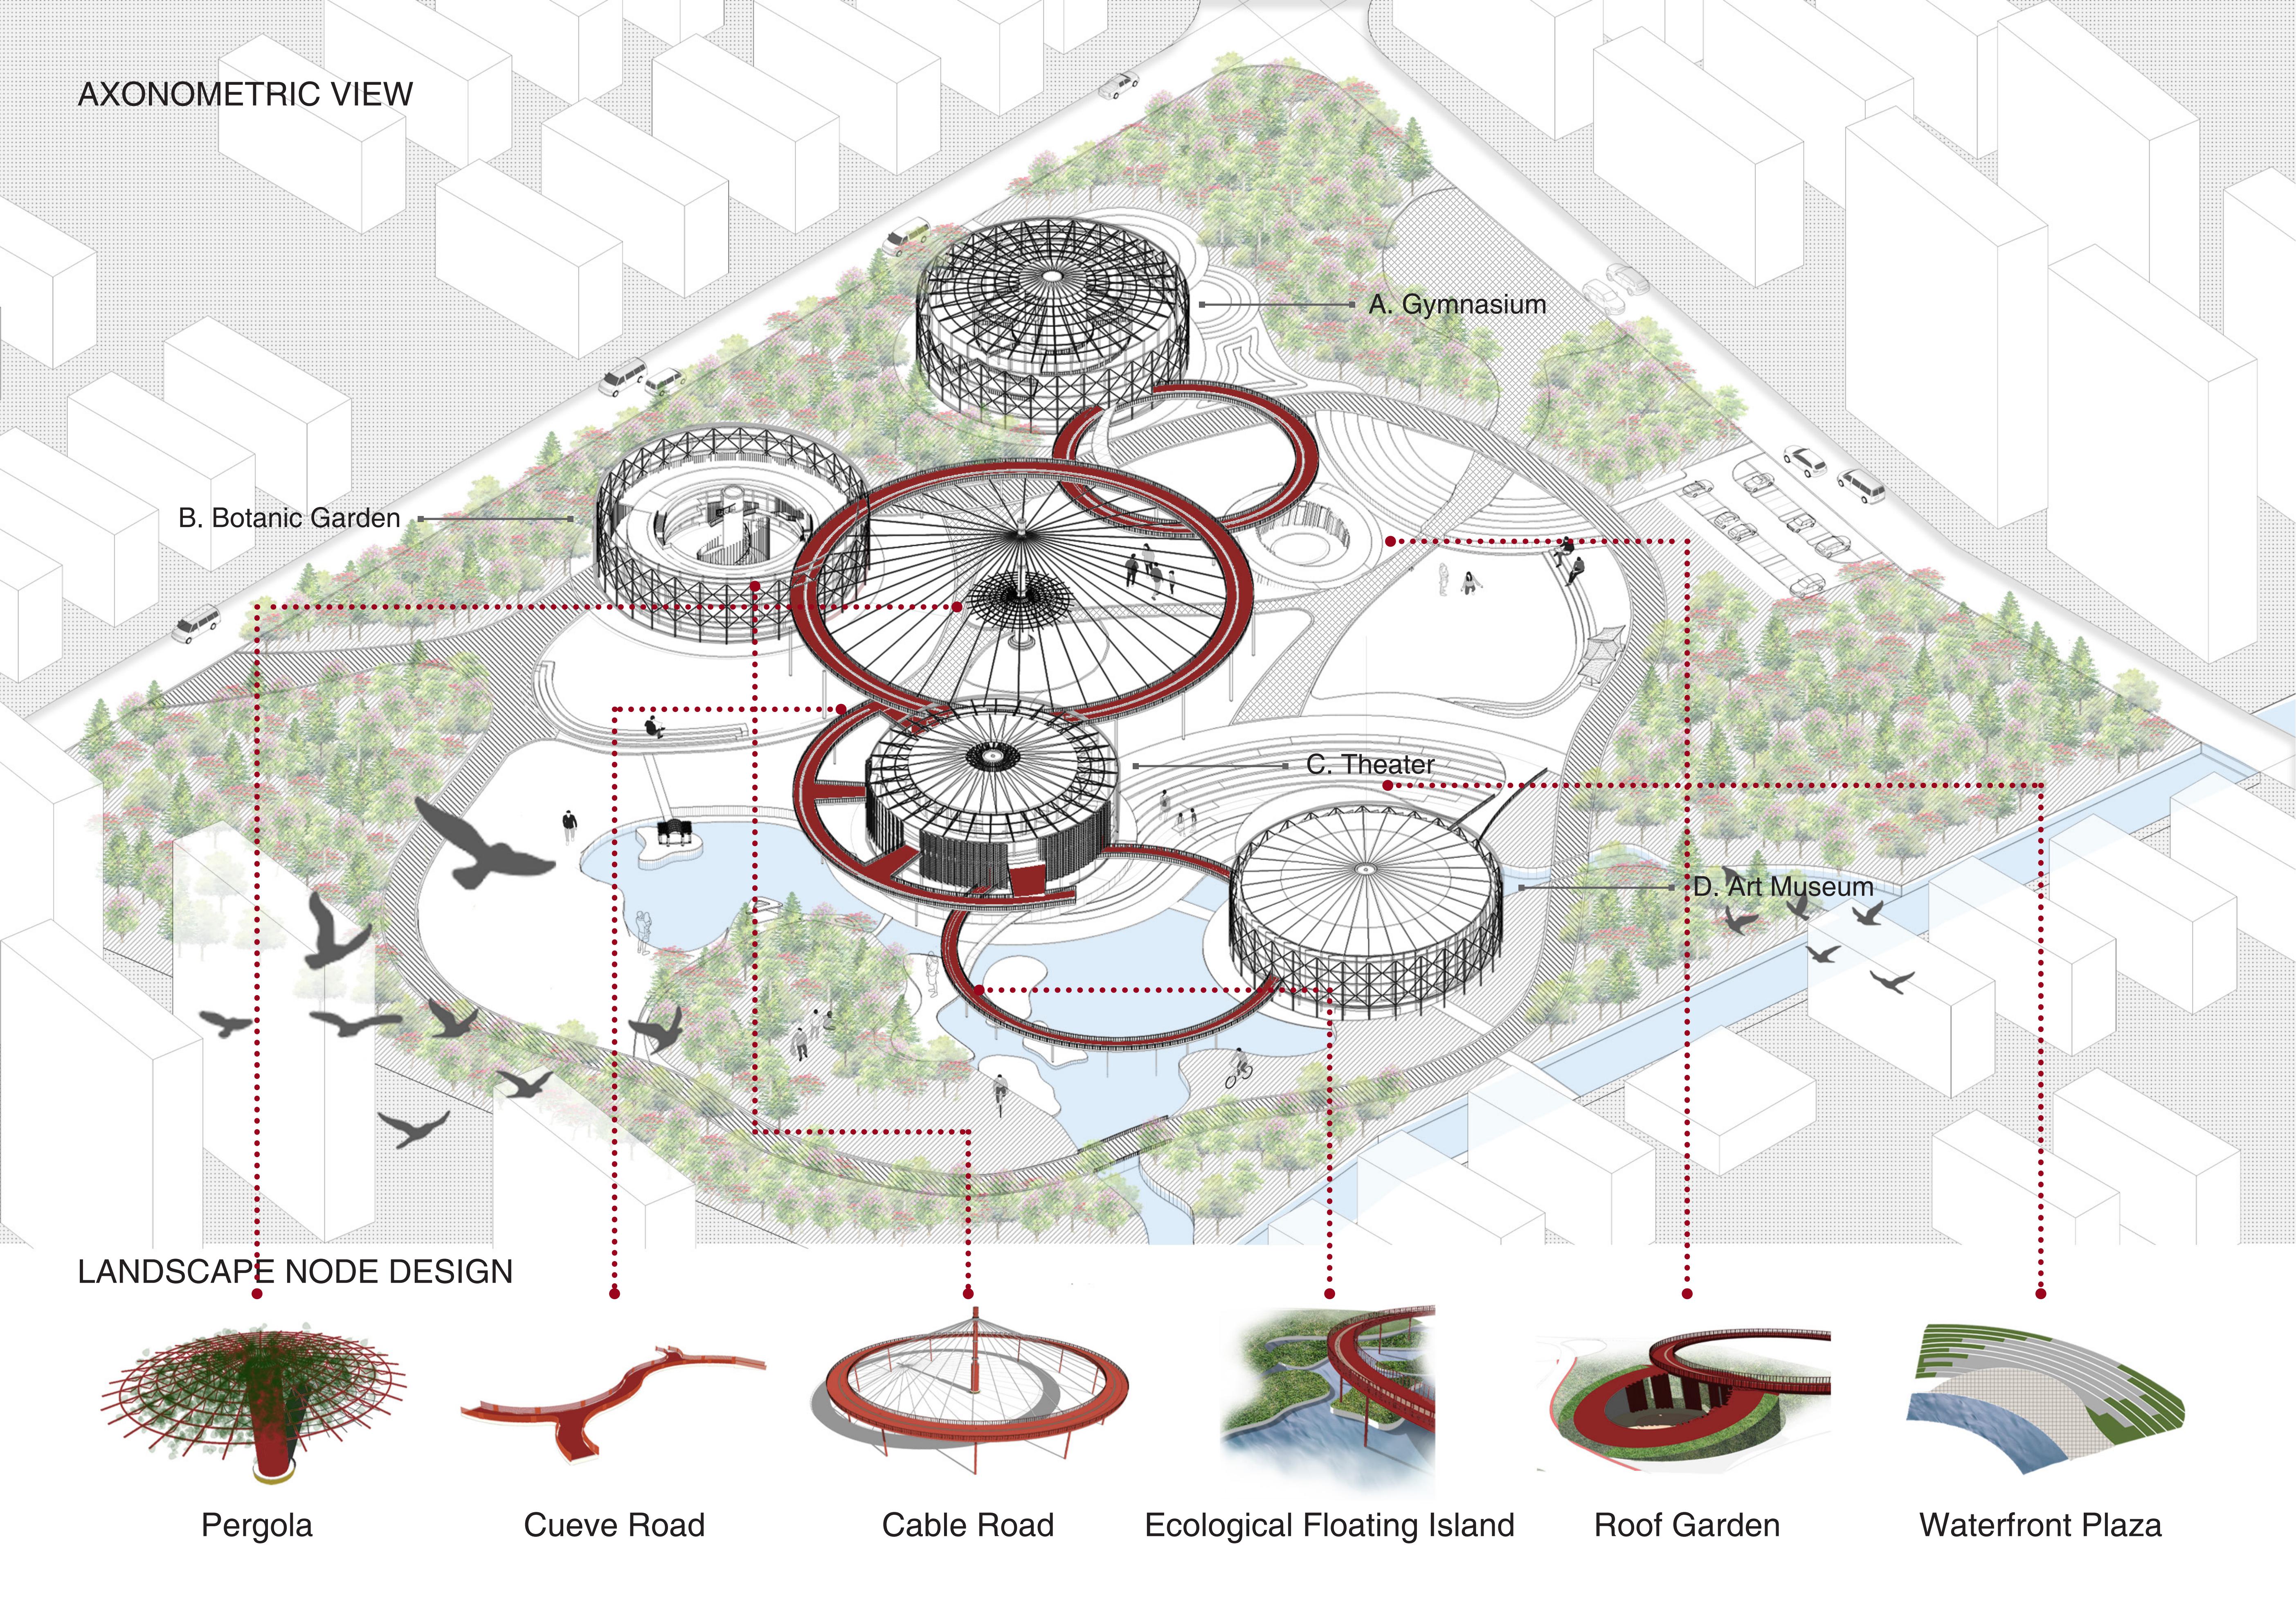 AXONOMETRIC VIEW
A. Gymnasium
B. Botanic Garden
C. Theater
D. Art Museum
LANDSCAPE NODE DESIGN
Pergola
Cueve Road
Cable Road
Ecological Floating Island
Roof Garden
Waterfront Plaza